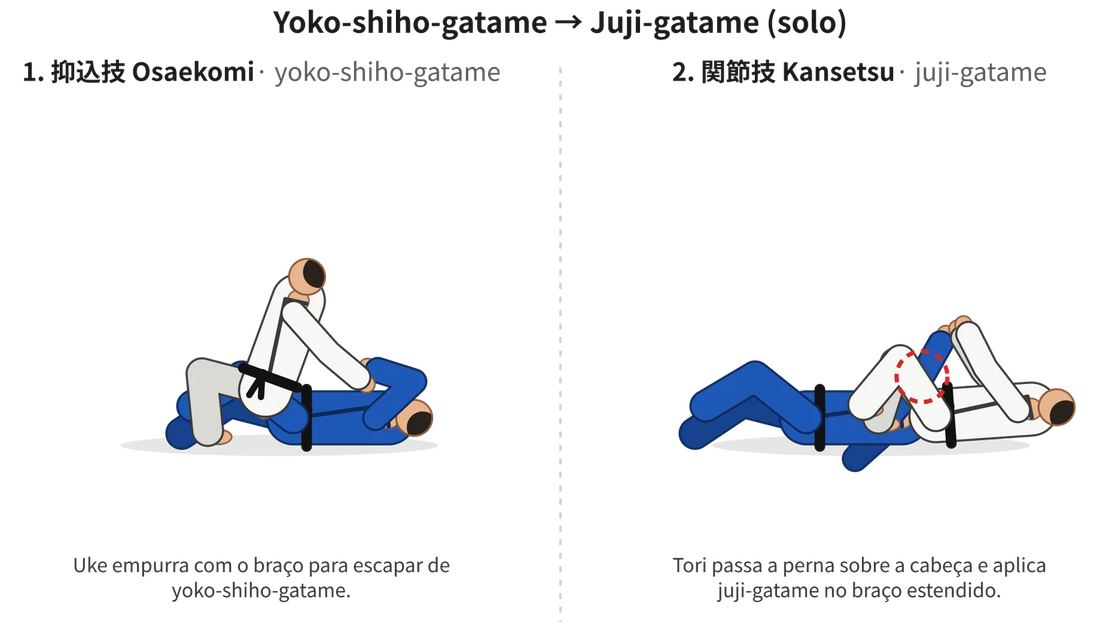 Yoko-shiho-gatame → Juji-gatame (solo)
1. 抑込技 Osaekomi · yoko-shiho-gatame
2. 関節技 Kansetsu · juji-gatame
Uke empurra com o braço para escapar de
yoko-shiho-gatame.
Tori passa a perna sobre a cabeça e aplica
juji-gatame no braço estendido.